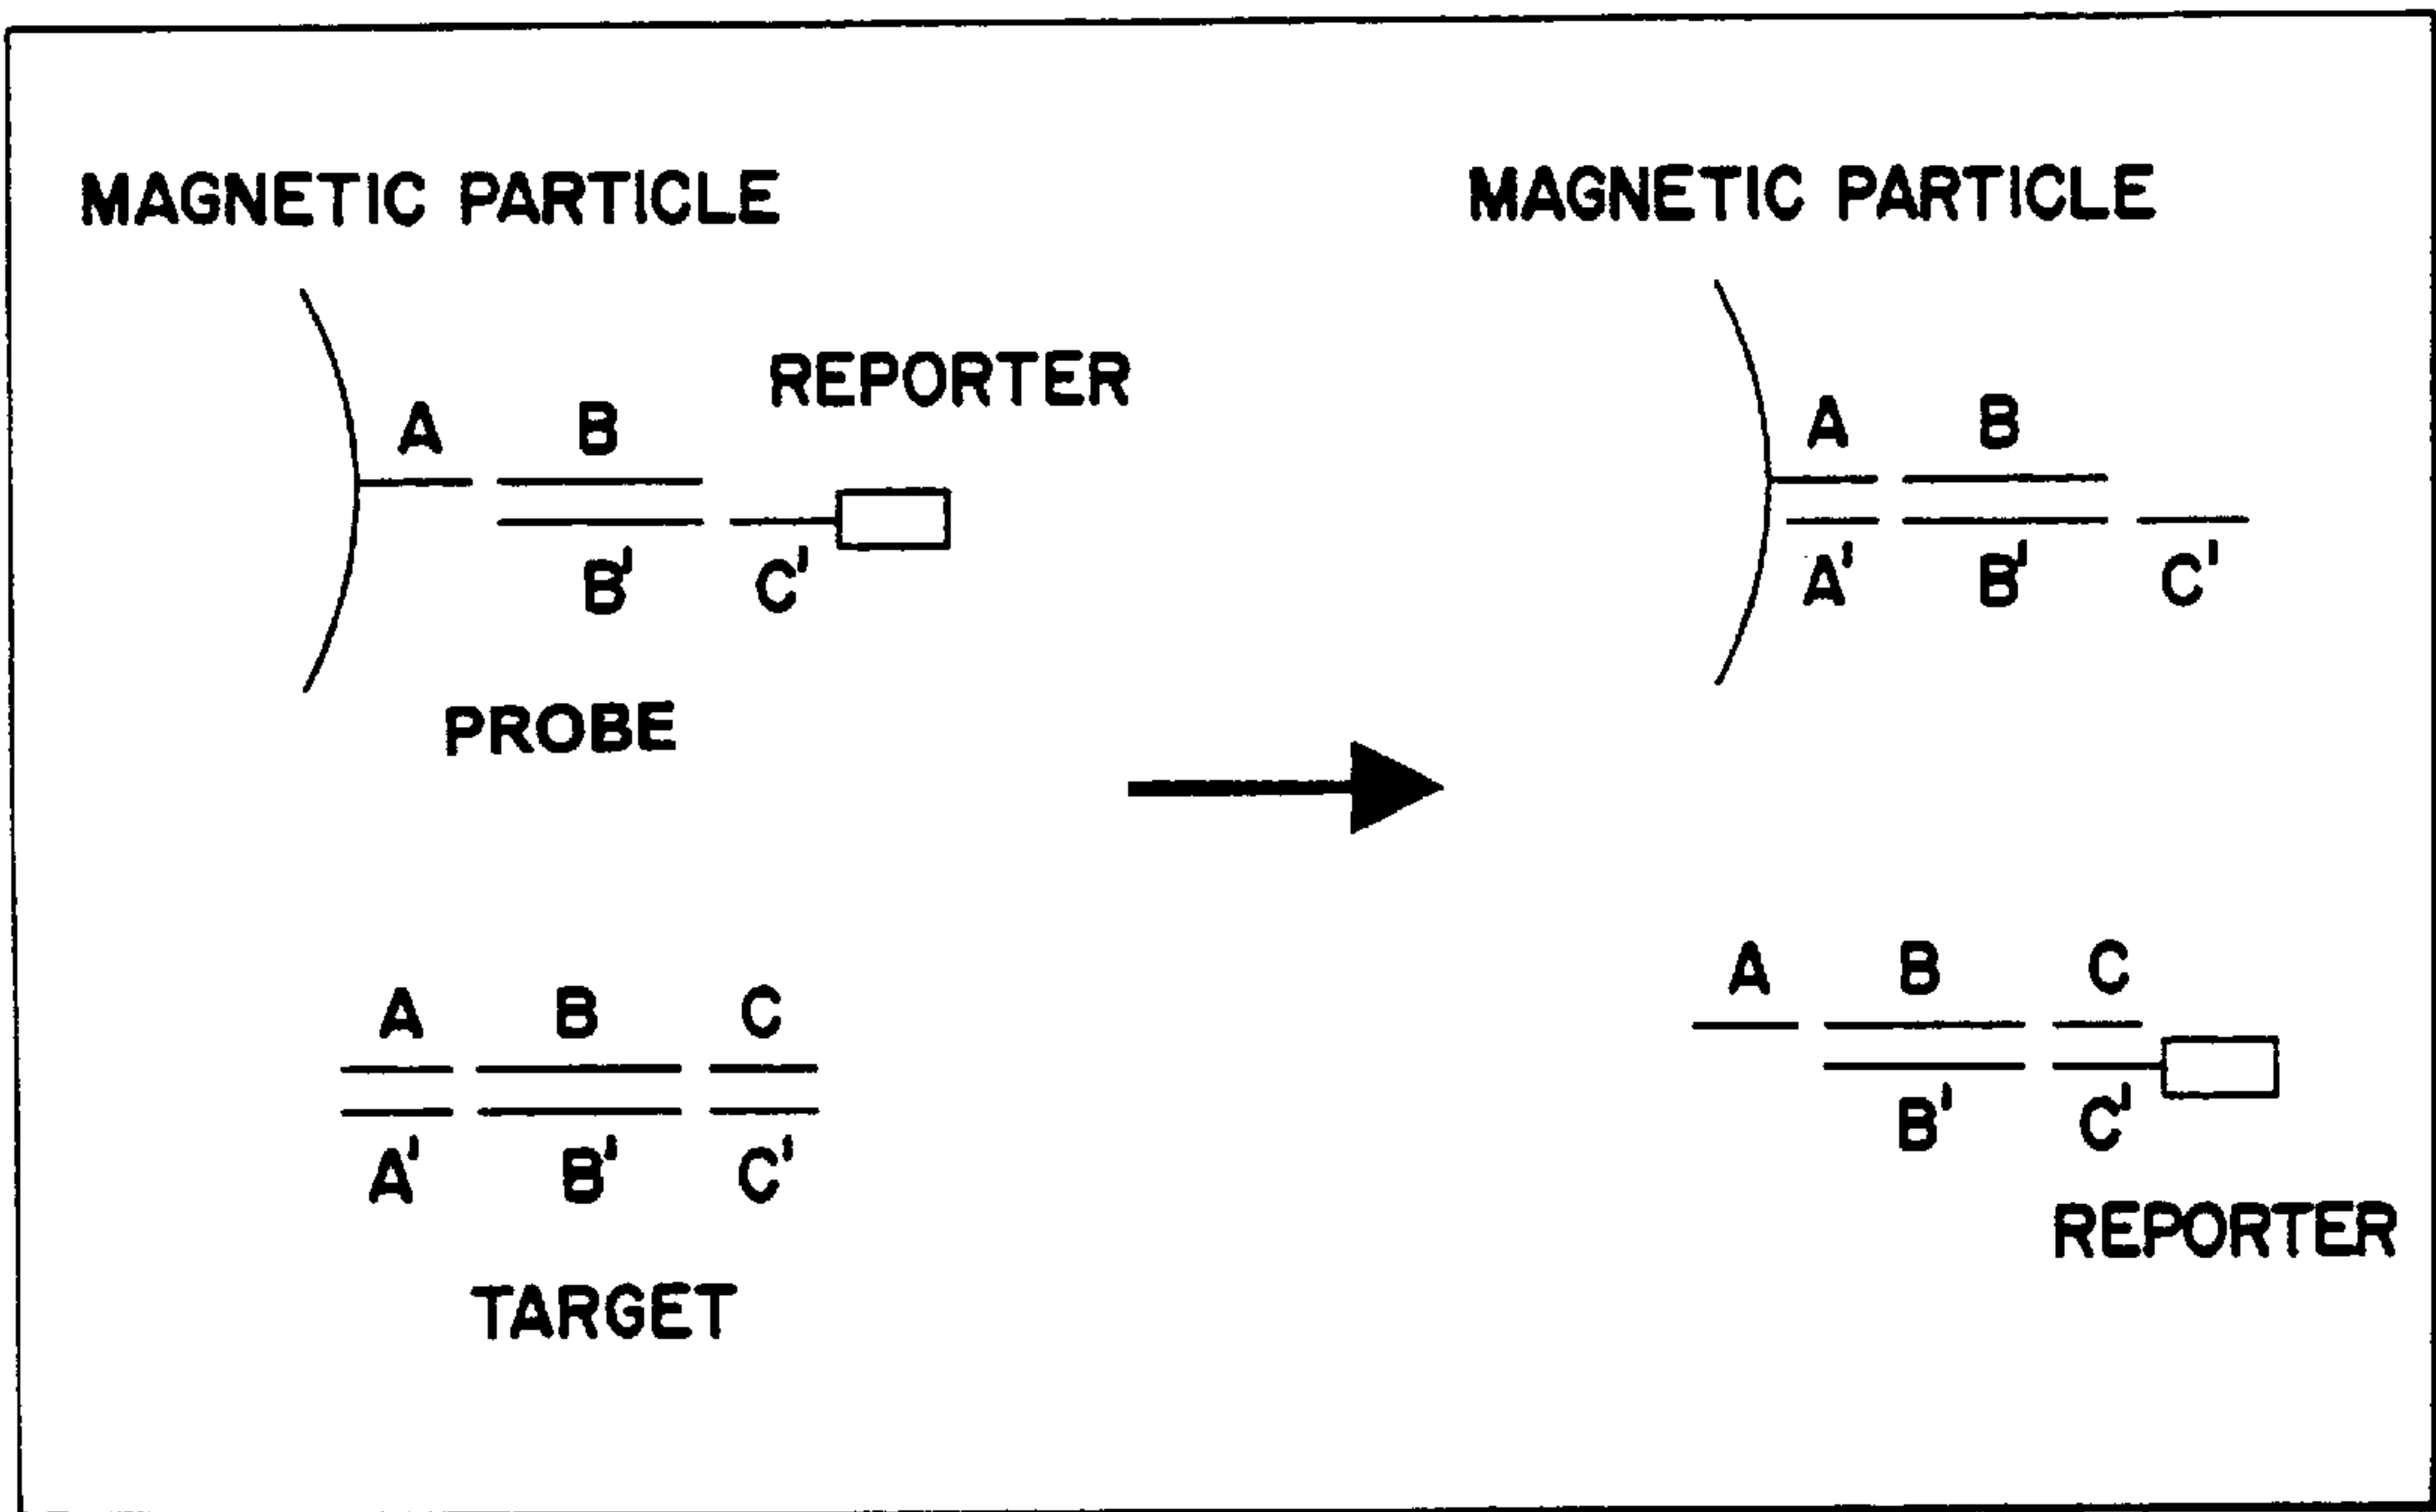 MAGNETIC PARTICLE
REPORTER
A B
B' C'
PROBE
A B C
A' B' C'
TARGET
MAGNETIC PARTICLE
A B
A' B' C'
A B C
B' C'
REPORTER